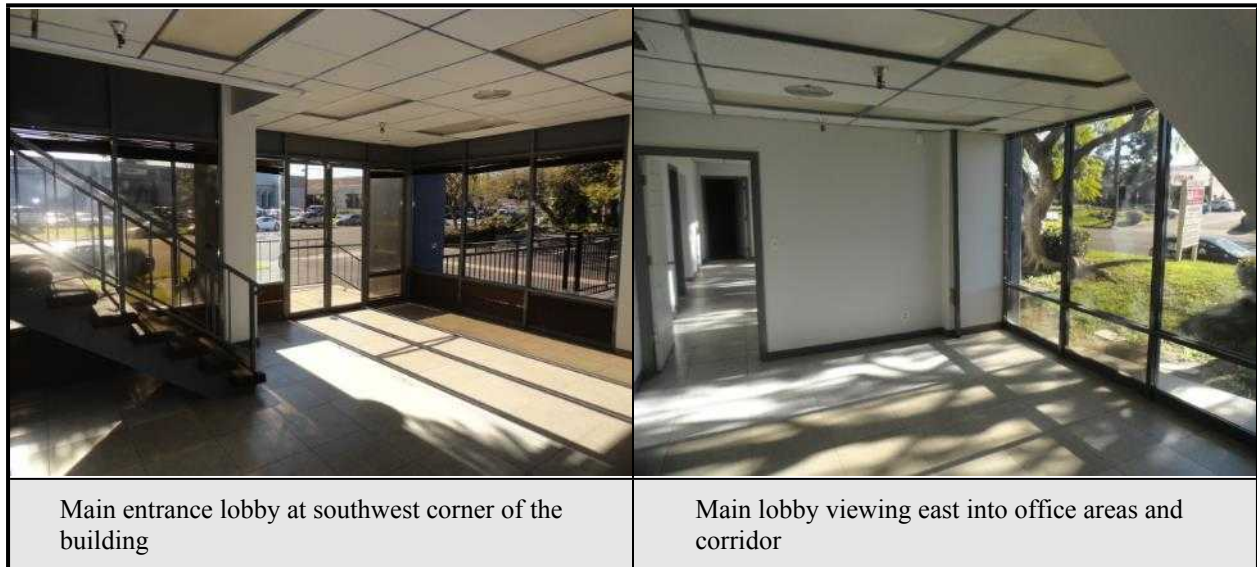 Main entrance lobby at southwest corner of the
building
Main lobby viewing east into office areas and
corridor